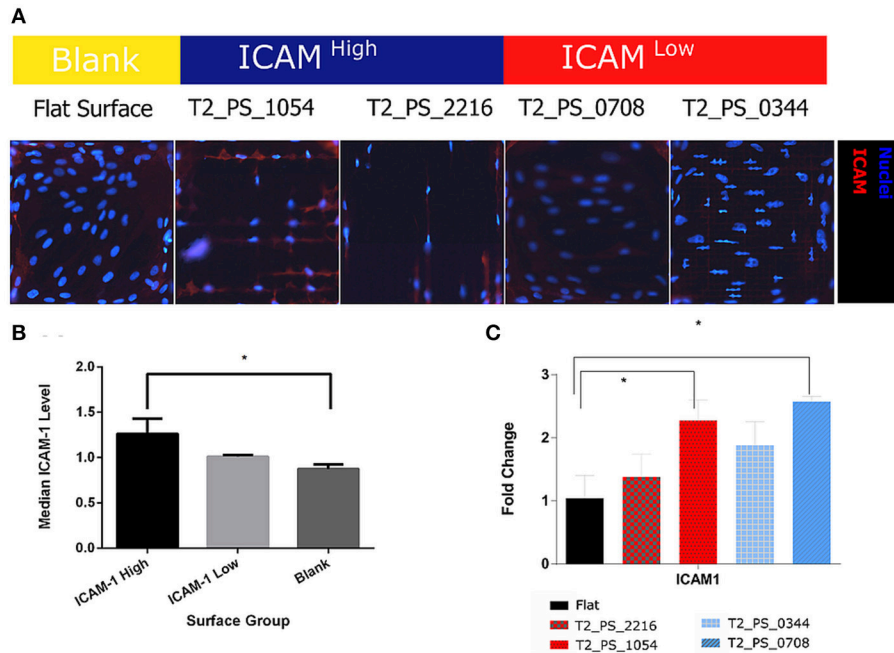 A
Blank ICAM High ICAM Low
Flat Surface T2_PS_1054 T2_PS_2216 T2_PS_0708 T2_PS_0344
Nuclei
ICAM
B
*
2.0
1.5
1.0
0.5
0.0
Median ICAM-1 Level
ICAM-1 High ICAM-1 Low Blank
Surface Group
C
*
*
3
2
1
0
Fold Change
ICAM1
Flat
T2_PS_2216 T2_PS_0344
T2_PS_1054 T2_PS_0708